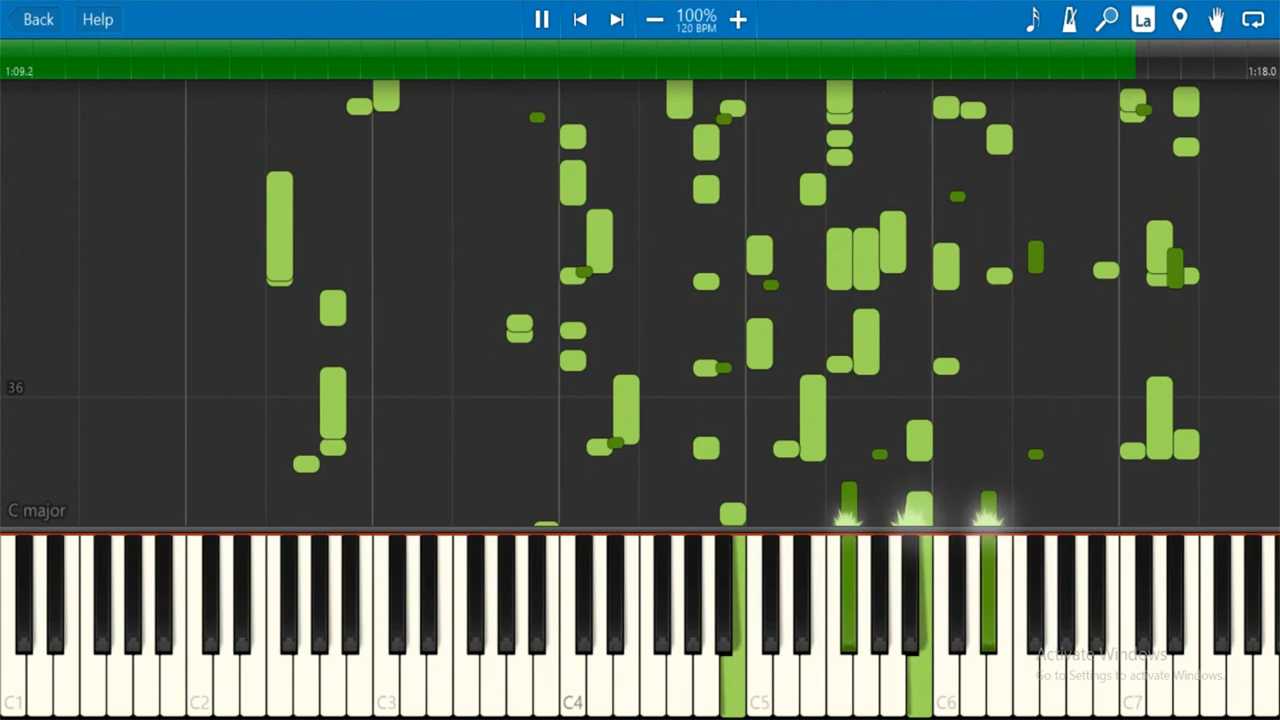 Back Help 100% La
120 BPM
1:09.2 1:18.0
36
C major
Activate Windows
Go to Settings to activate Windows.
C1 C2 C3 C4 C5 C6 C7